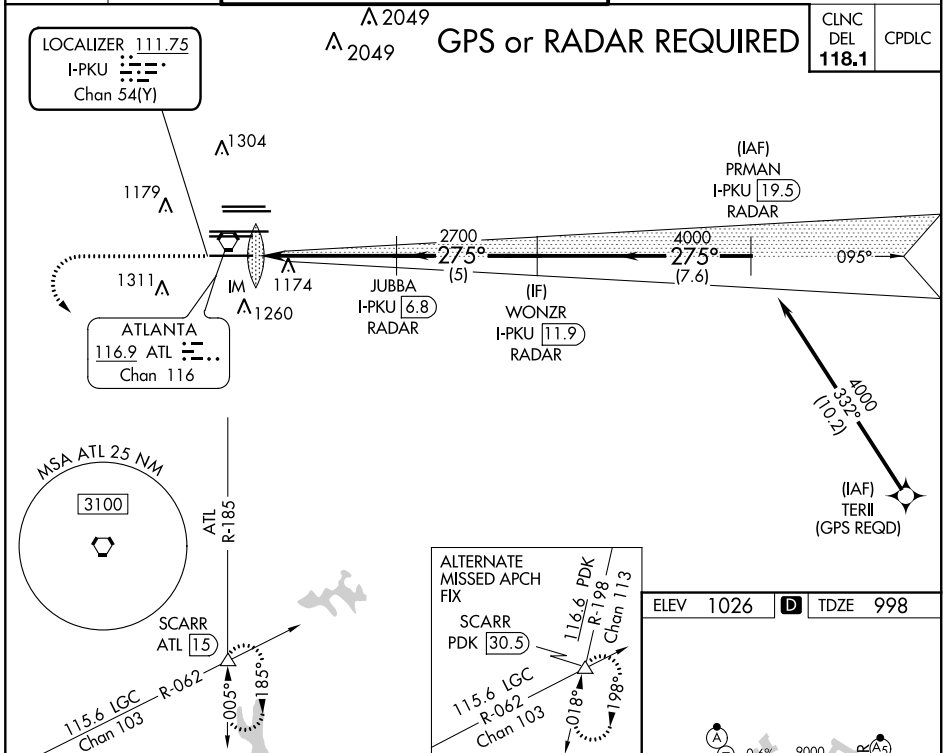 2049
2049
GPS or RADAR REQUIRED
CLNC
DEL
118.1
CPDLC
LOCALIZER 111.75
I-PKU
Chan 54(Y)
1304
1179
1311
IM
1174
1260
(IAF)
PRMAN
I-PKU 19.5
RADAR
2700
275°
(5)
4000
275°
(7.6)
095°
JUBBA
I-PKU 6.8
RADAR
(IF)
WONZR
I-PKU 11.9
RADAR
ATLANTA
116.9 ATL
Chan 116
4000
332°
(10.2)
(IAF)
TERII
(GPS REQD)
MSA ATL 25 NM
3100
ATL
R-185
SCARR
ATL 15
115.6 LGC
Chan 103
R-062
005°
185°
ALTERNATE
MISSED APCH
FIX
SCARR
PDK 30.5
116.6 PDK
R-198
Chan 113
115.6 LGC
R-062
Chan 103
018°
198°
ELEV 1026
D
TDZE 998
A
0.6%
9000
A5